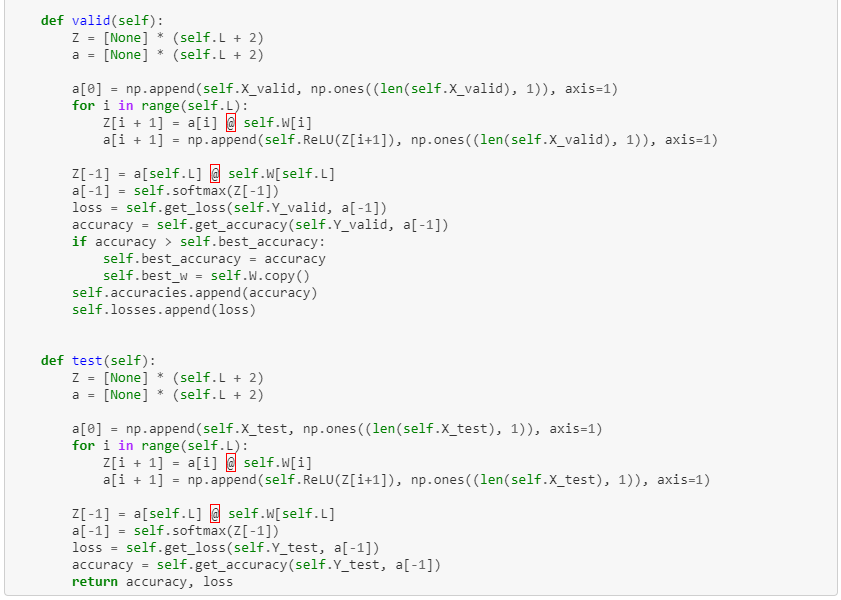 def valid(self):
    Z = [None] * (self.L + 2)
    a = [None] * (self.L + 2)

    a[0] = np.append(self.X_valid, np.ones((len(self.X_valid), 1)), axis=1)
    for i in range(self.L):
        Z[i + 1] = a[i] @ self.W[i]
        a[i + 1] = np.append(self.ReLU(Z[i+1]), np.ones((len(self.X_valid), 1)), axis=1)

    Z[-1] = a[self.L] @ self.W[self.L]
    a[-1] = self.softmax(Z[-1])
    loss = self.get_loss(self.Y_valid, a[-1])
    accuracy = self.get_accuracy(self.Y_valid, a[-1])
    if accuracy > self.best_accuracy:
        self.best_accuracy = accuracy
        self.best_w = self.W.copy()
    self.accuracies.append(accuracy)
    self.losses.append(loss)


def test(self):
    Z = [None] * (self.L + 2)
    a = [None] * (self.L + 2)

    a[0] = np.append(self.X_test, np.ones((len(self.X_test), 1)), axis=1)
    for i in range(self.L):
        Z[i + 1] = a[i] @ self.W[i]
        a[i + 1] = np.append(self.ReLU(Z[i+1]), np.ones((len(self.X_test), 1)), axis=1)

    Z[-1] = a[self.L] @ self.W[self.L]
    a[-1] = self.softmax(Z[-1])
    loss = self.get_loss(self.Y_test, a[-1])
    accuracy = self.get_accuracy(self.Y_test, a[-1])
    return accuracy, loss